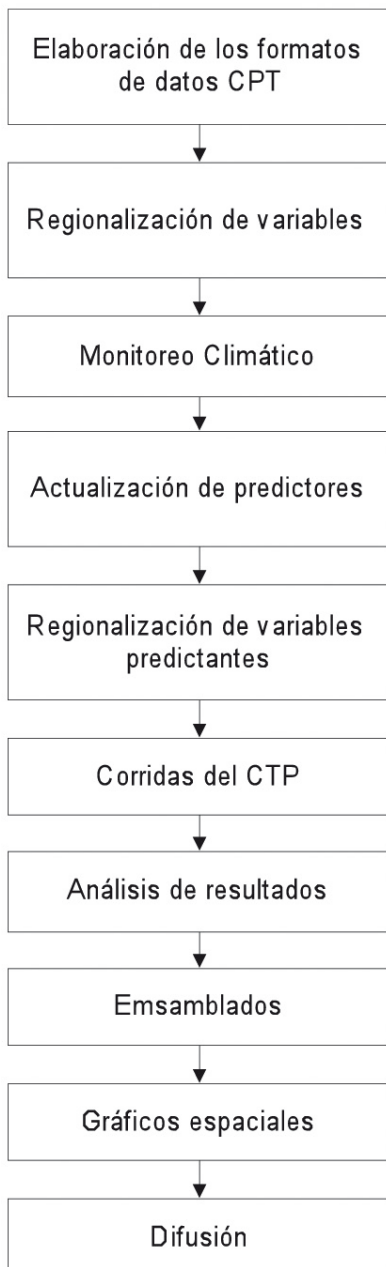 Elaboración de los formatos
de datos CPT
Regionalización de variables
Monitoreo Climático
Actualización de predictores
Regionalización de variables
predictantes
Corridas del CTP
Análisis de resultados
Emsamblados
Gráficos espaciales
Difusión